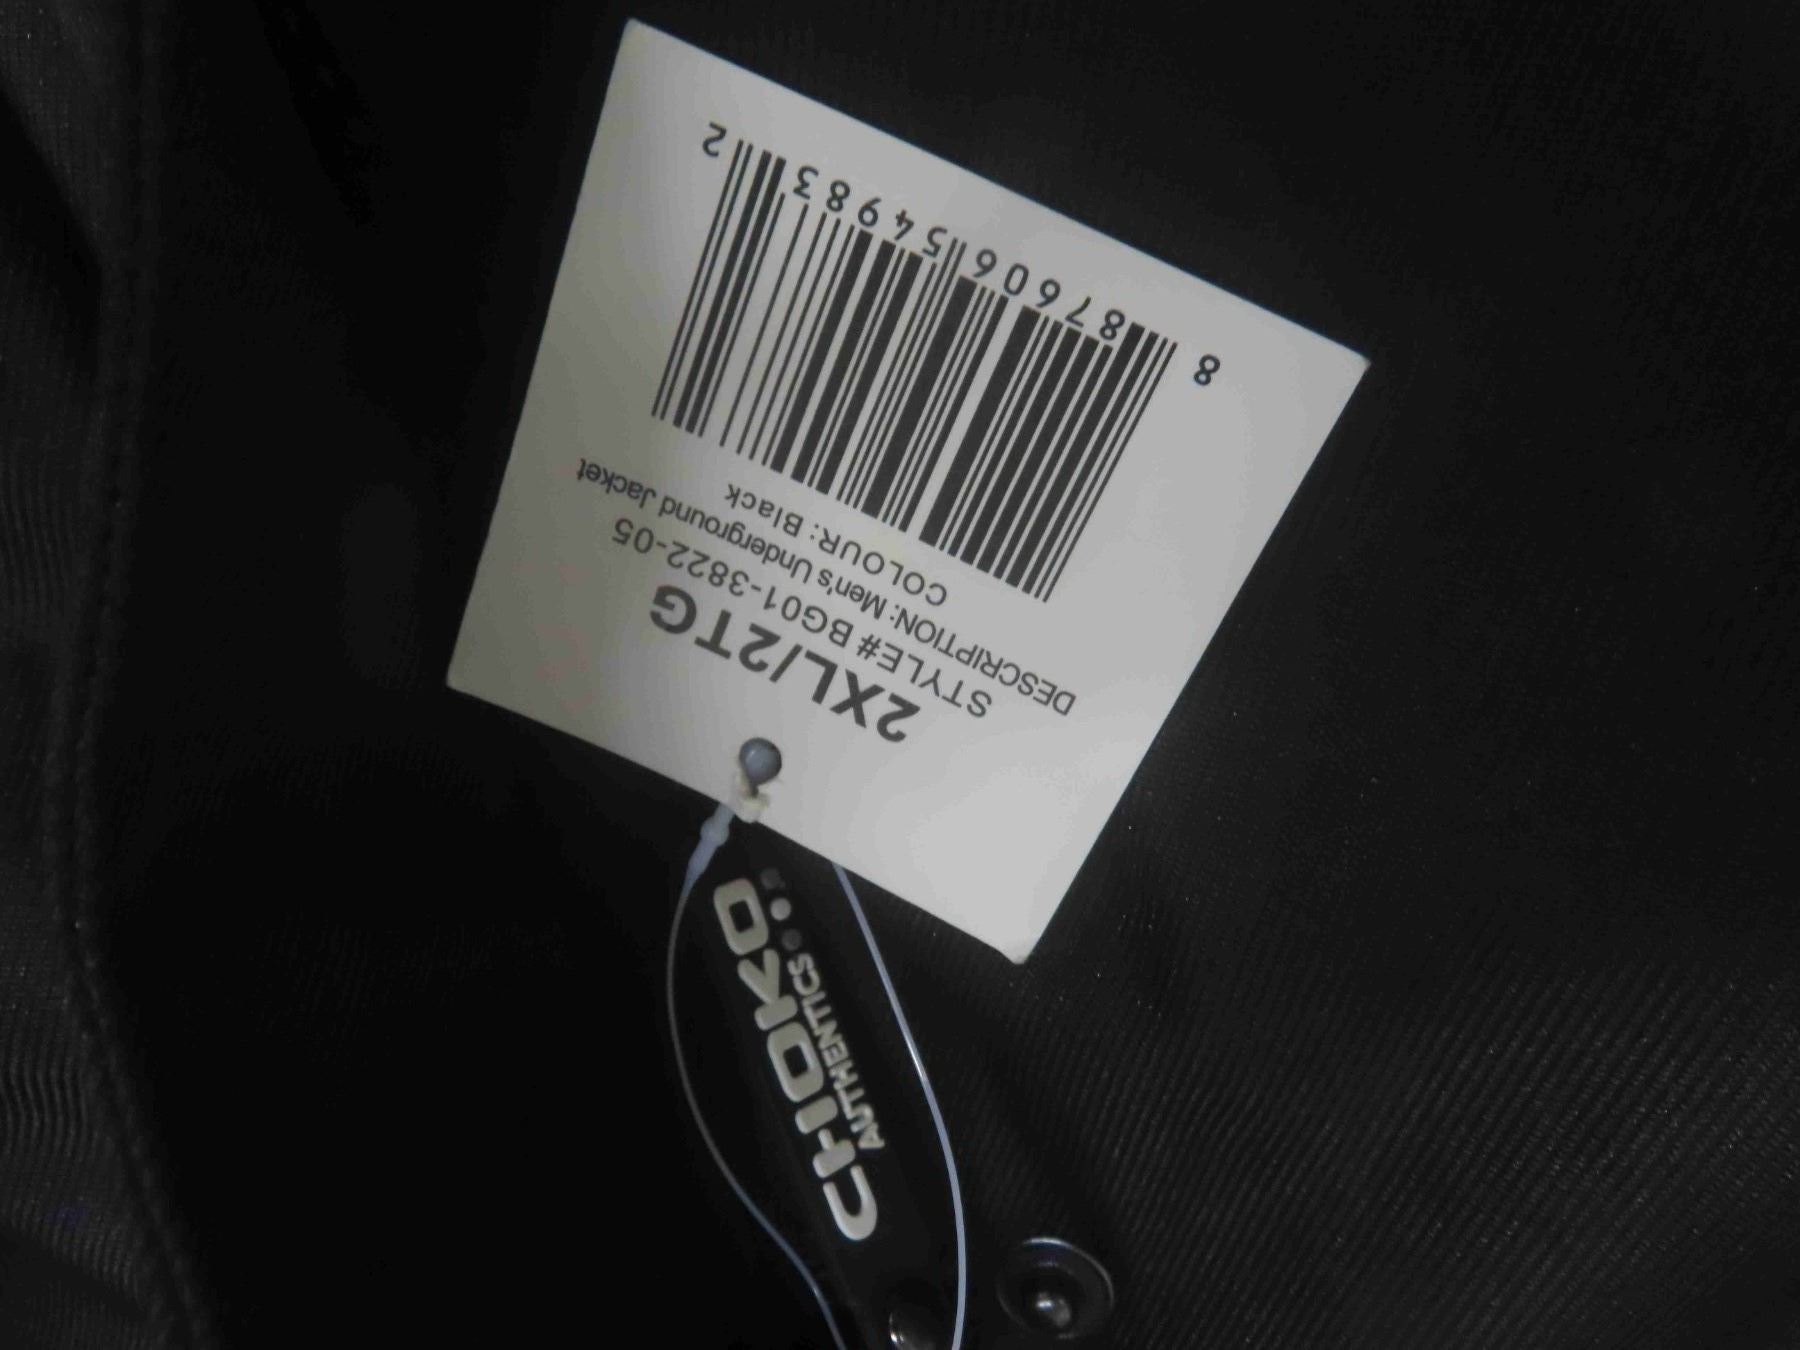 2XL/2TG
STYLE# BG01-3822-05
DESCRIPTION: Men's Underground Jacket
COLOUR: Black
8 87606 54983 2
CHOKO
AUTHENTICS